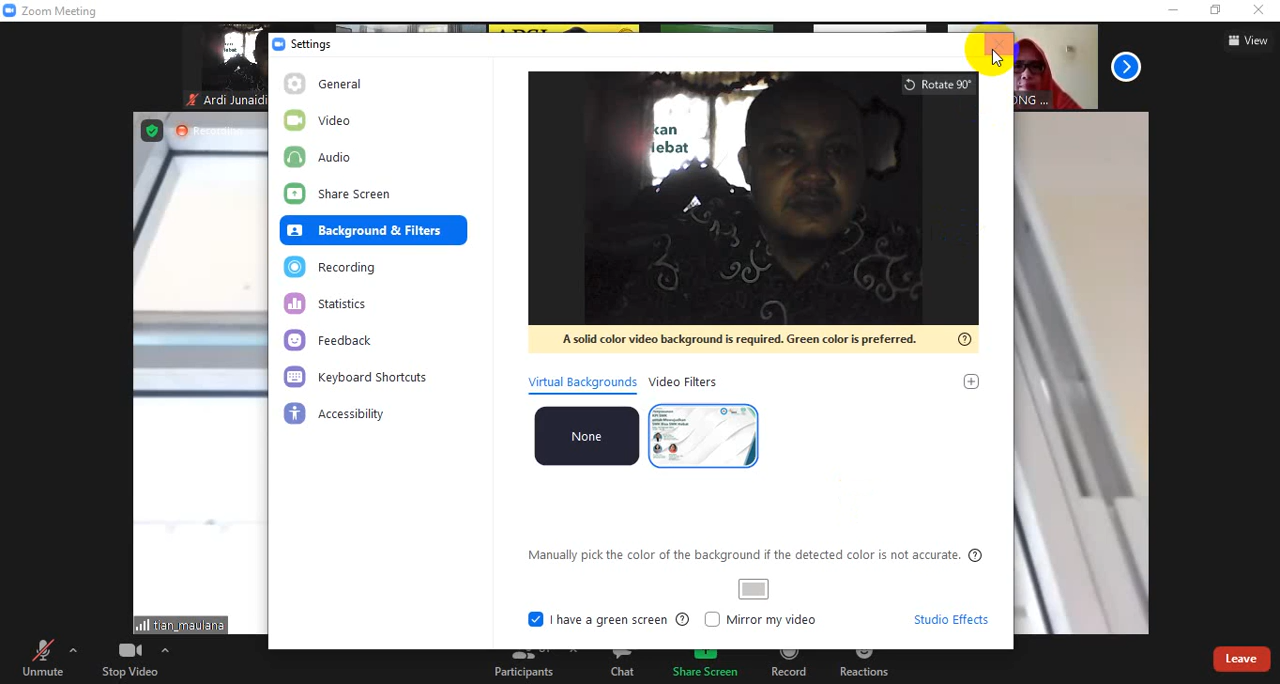 Zoom Meeting
View
Ardi Junaidi
Settings
General
Video
Audio
Share Screen
Background & Filters
Recording
Statistics
Feedback
Keyboard Shortcuts
Accessibility
Rotate 90°
kan
lebat
A solid color video background is required. Green color is preferred.
Virtual Backgrounds
Video Filters
None
Manually pick the color of the background if the detected color is not accurate.
I have a green screen
Mirror my video
Studio Effects
ONG ...
tian_maulana
Unmute
Stop Video
Participants
Chat
Share Screen
Record
Reactions
Leave